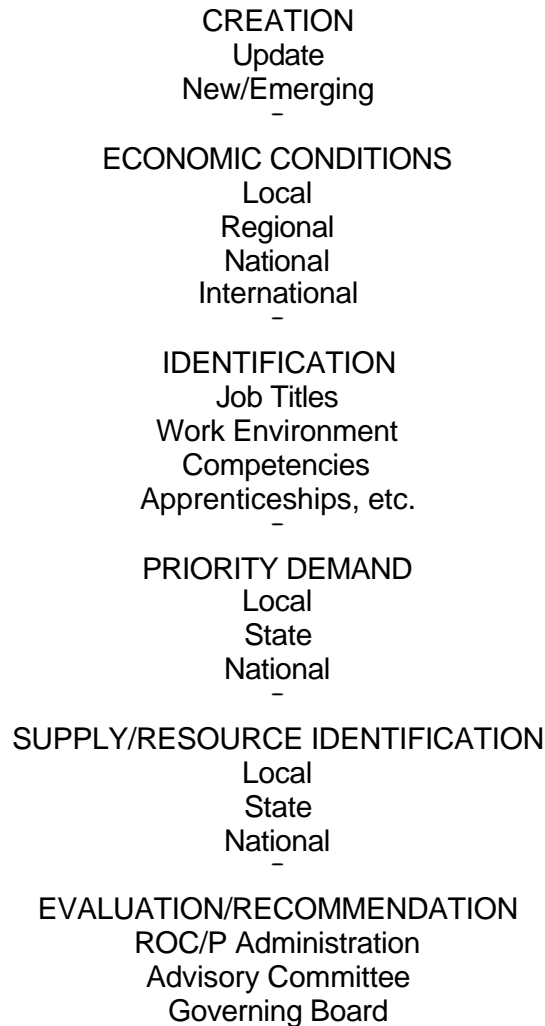 CREATION
Update
New/Emerging
–
ECONOMIC CONDITIONS
Local
Regional
National
International
–
IDENTIFICATION
Job Titles
Work Environment
Competencies
Apprenticeships, etc.
–
PRIORITY DEMAND
Local
State
National
–
SUPPLY/RESOURCE IDENTIFICATION
Local
State
National
–
EVALUATION/RECOMMENDATION
ROC/P Administration
Advisory Committee
Governing Board